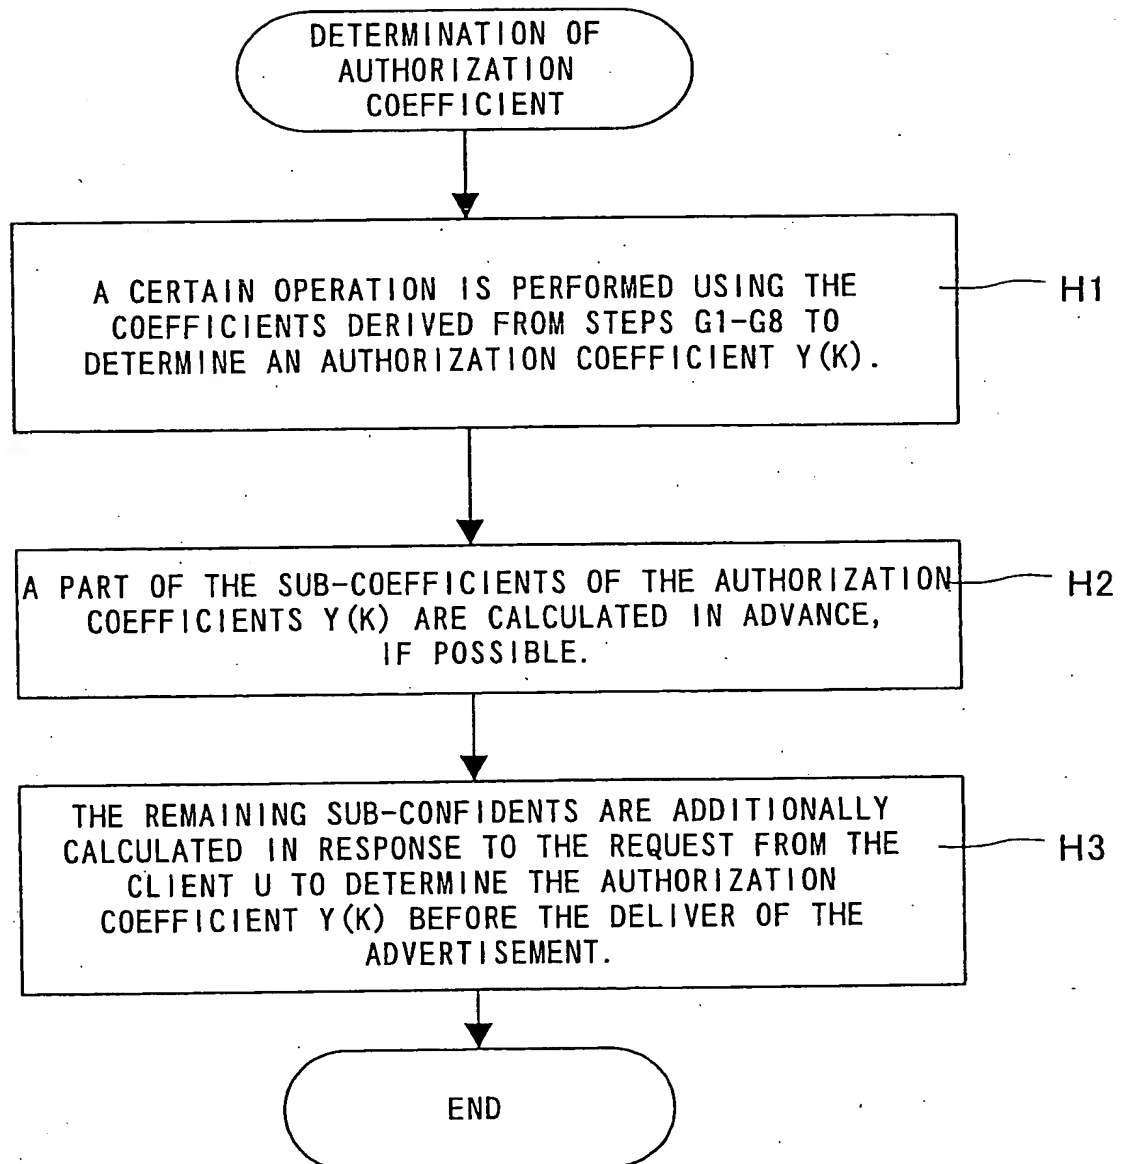 DETERMINATION OF
AUTHORIZATION
COEFFICIENT
A CERTAIN OPERATION IS PERFORMED USING THE
COEFFICIENTS DERIVED FROM STEPS G1-G8 TO
DETERMINE AN AUTHORIZATION COEFFICIENT Y(K).
H1
A PART OF THE SUB-COEFFICIENTS OF THE AUTHORIZATION
COEFFICIENTS Y(K) ARE CALCULATED IN ADVANCE,
IF POSSIBLE.
H2
THE REMAINING SUB-CONFIDENTS ARE ADDITIONALLY
CALCULATED IN RESPONSE TO THE REQUEST FROM THE
CLIENT U TO DETERMINE THE AUTHORIZATION
COEFFICIENT Y(K) BEFORE THE DELIVER OF THE
ADVERTISEMENT.
H3
END